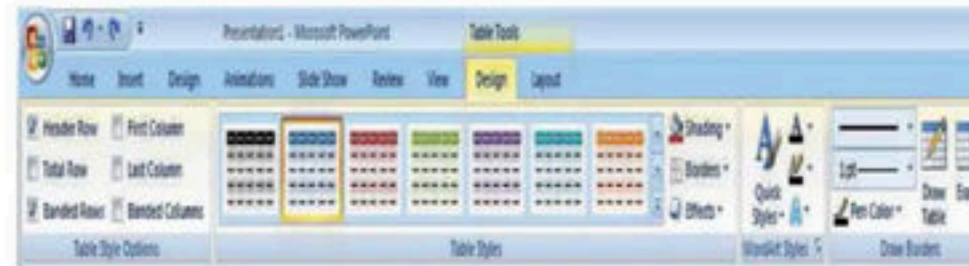 Presentation1 - Microsoft PowerPoint Table Tools
Home Insert Design Animations Slide Show Review View Design Layout
Header Row First Column Shading
Total Row Last Column Borders
Banded Rows Banded Columns Effects
Quick Styles
1 pt
Pen Color
Draw Table
Table Style Options Table Styles WordArt Styles Draw Borders